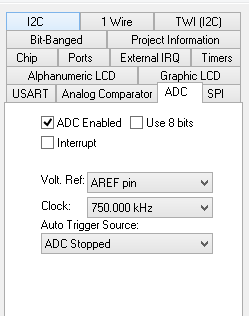 I2C 1 Wire TWI (I2C)
Bit-Banged Project Information
Chip Ports External IRQ Timers
Alphanumeric LCD Graphic LCD
USART Analog Comparator ADC SPI
ADC Enabled Use 8 bits
Interrupt
Volt. Ref: AREF pin
Clock: 750.000 kHz
Auto Trigger Source:
ADC Stopped